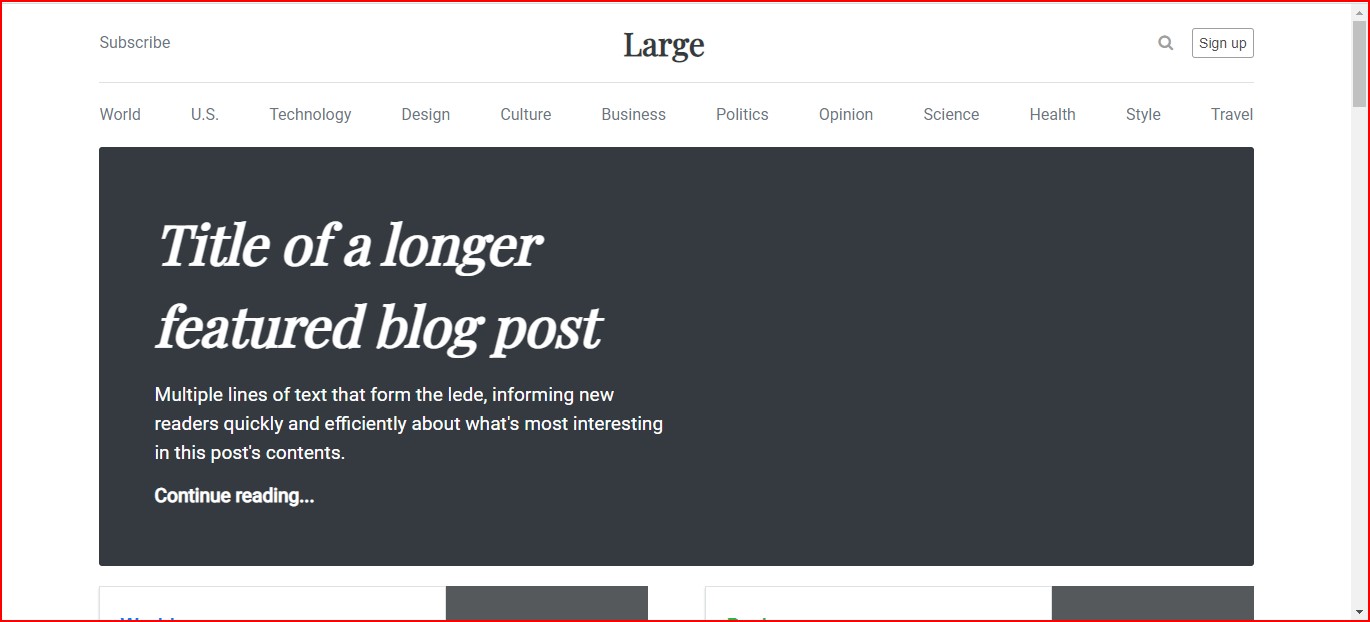 Subscribe
Large
Sign up
World U.S. Technology Design Culture Business Politics Opinion Science Health Style Travel
Title of a longer
featured blog post
Multiple lines of text that form the lede, informing new
readers quickly and efficiently about what's most interesting
in this post's contents.
Continue reading...